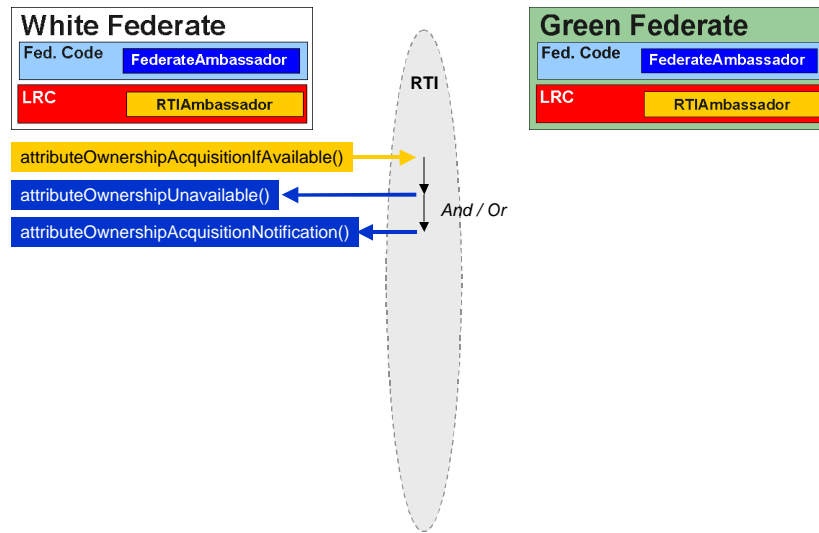 White Federate
Fed. Code
FederateAmbassador
LRC
RTIAmbassador
RTI
Green Federate
Fed. Code
FederateAmbassador
LRC
RTIAmbassador
attributeOwnershipAcquisitionIfAvailable()
attributeOwnershipUnavailable()
And / Or
attributeOwnershipAcquisitionNotification()